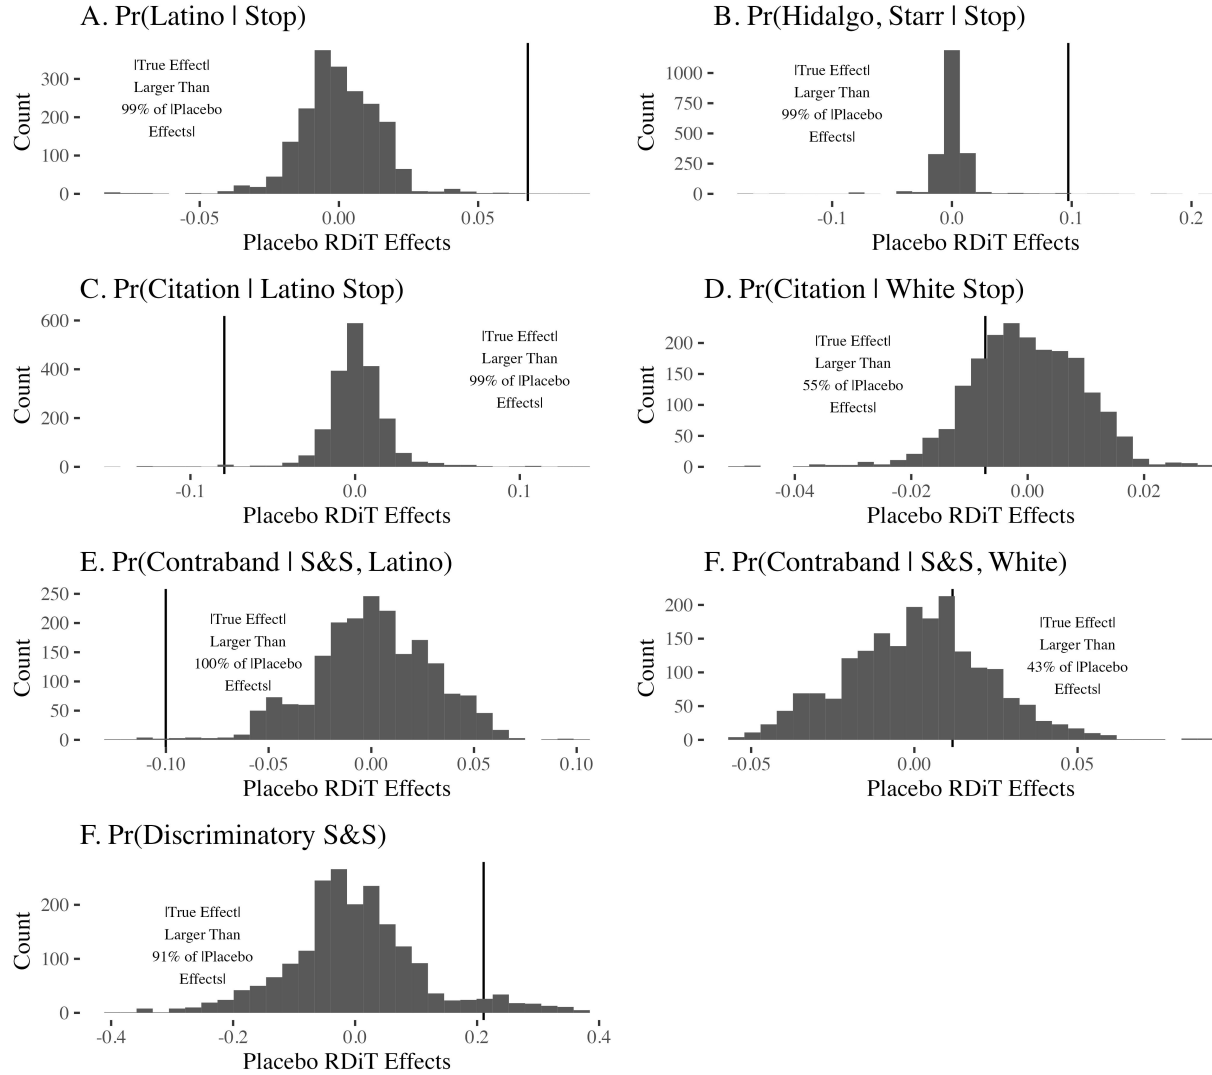 A. Pr(Latino | Stop)
|True Effect|
Larger Than
99% of |Placebo
Effects|
Count
300
200
100
0
-0.05
0.00
0.05
Placebo RDiT Effects
B. Pr(Hidalgo, Starr | Stop)
|True Effect|
Larger Than
99% of |Placebo
Effects|
Count
1000
750
500
250
0
-0.1
0.0
0.1
0.2
Placebo RDiT Effects
C. Pr(Citation | Latino Stop)
|True Effect|
Larger Than
99% of |Placebo
Effects|
Count
600
400
200
0
-0.1
0.0
0.1
Placebo RDiT Effects
D. Pr(Citation | White Stop)
|True Effect|
Larger Than
55% of |Placebo
Effects|
Count
200
150
100
50
0
-0.04
-0.02
0.00
0.02
Placebo RDiT Effects
E. Pr(Contraband | S&S, Latino)
|True Effect|
Larger Than
100% of |Placebo
Effects|
Count
250
200
150
100
50
0
-0.10
-0.05
0.00
0.05
0.10
Placebo RDiT Effects
F. Pr(Contraband | S&S, White)
|True Effect|
Larger Than
43% of |Placebo
Effects|
Count
200
150
100
50
0
-0.05
0.00
0.05
Placebo RDiT Effects
F. Pr(Discriminatory S&S)
|True Effect|
Larger Than
91% of |Placebo
Effects|
Count
200
100
0
-0.4
-0.2
0.0
0.2
0.4
Placebo RDiT Effects